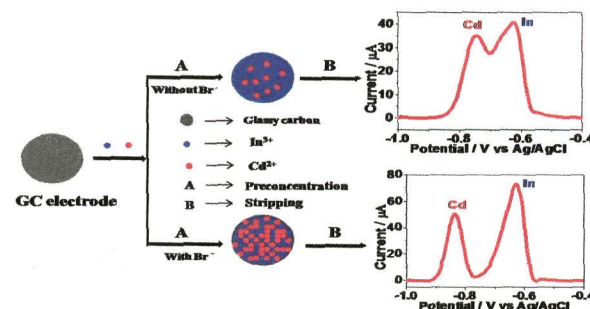 GC electrode
A
Without Br⁻
B
Glassy carbon
In³⁺
Cd²⁺
A Preconcentration
B Stripping
A
With Br⁻
B
Cd
In
Current / µA
40
30
20
10
0
-1.0 -0.8 -0.6 -0.4
Potential / V vs Ag/AgCl
Cd
In
Current / µA
80
60
40
20
0
-1.0 -0.8 -0.6 -0.4
Potential / V vs Ag/AgCl